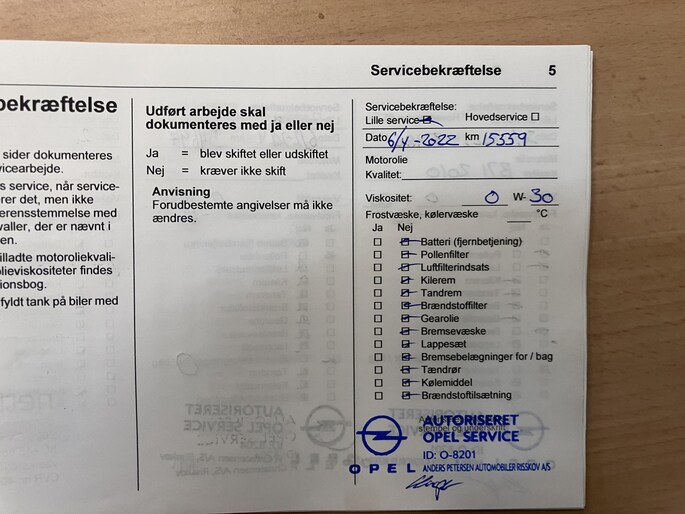 Servicebekræftelse 5
bekræftelse
sider dokumenteres
vicearbejde.
s service, når service-
rer det, men ikke
erensstemmelse med
valler, der er nævnt i
en.
illadte motoroliekvali-
olieviskositeter findes
ionsbog.
fyldt tank på biler med
Udført arbejde skal
dokumenteres med ja eller nej
Ja = blev skiftet eller udskiftet
Nej = kræver ikke skift
Anvisning
Forudbestemte angivelser må ikke
ændres.
Servicebekræftelse:
Lille service Hovedservice
Dato 6/4-2022 km 15559
Motorolie
Kvalitet:
Viskositet: 0 W-30
Frostvæske, kølervæske °C
Ja Nej
Batteri (fjernbetjening)
Pollenfilter
Luftfilterindsats
Kilerem
Tandrem
Brændstoffilter
Gearolie
Bremsevæske
Lappesæt
Bremsebelægninger for / bag
Tændrør
Kølemiddel
Brændstoftilsætning
AUTORISERET
OPEL SERVICE
ID: O-8201
OPEL ANDERS PETERSEN AUTOMOBILER RISSKOV A/S